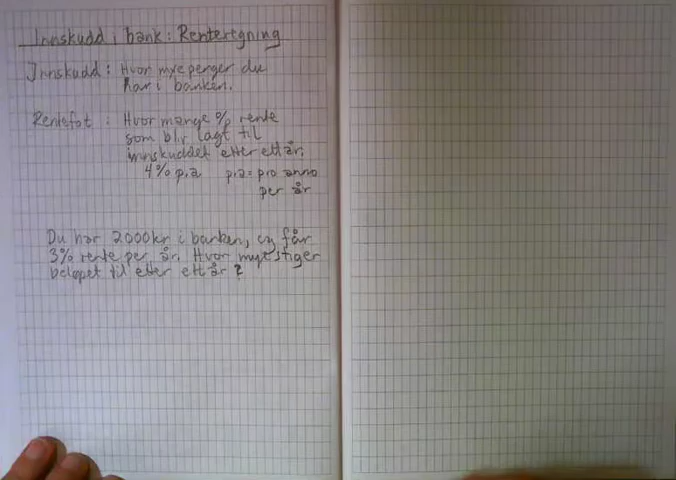 Innskudd i bank: Renteregning
Innskudd: Hvor mye penger du
har i banken.
Rentefot: Hvor mange % rente
som blir lagt til
innskuddet etter ett år.
4% p.a p.a = pro anno
per år
Du har 2000kr i banken, og får
3% rente per år. Hvor mye stiger
beløpet til etter ett år?